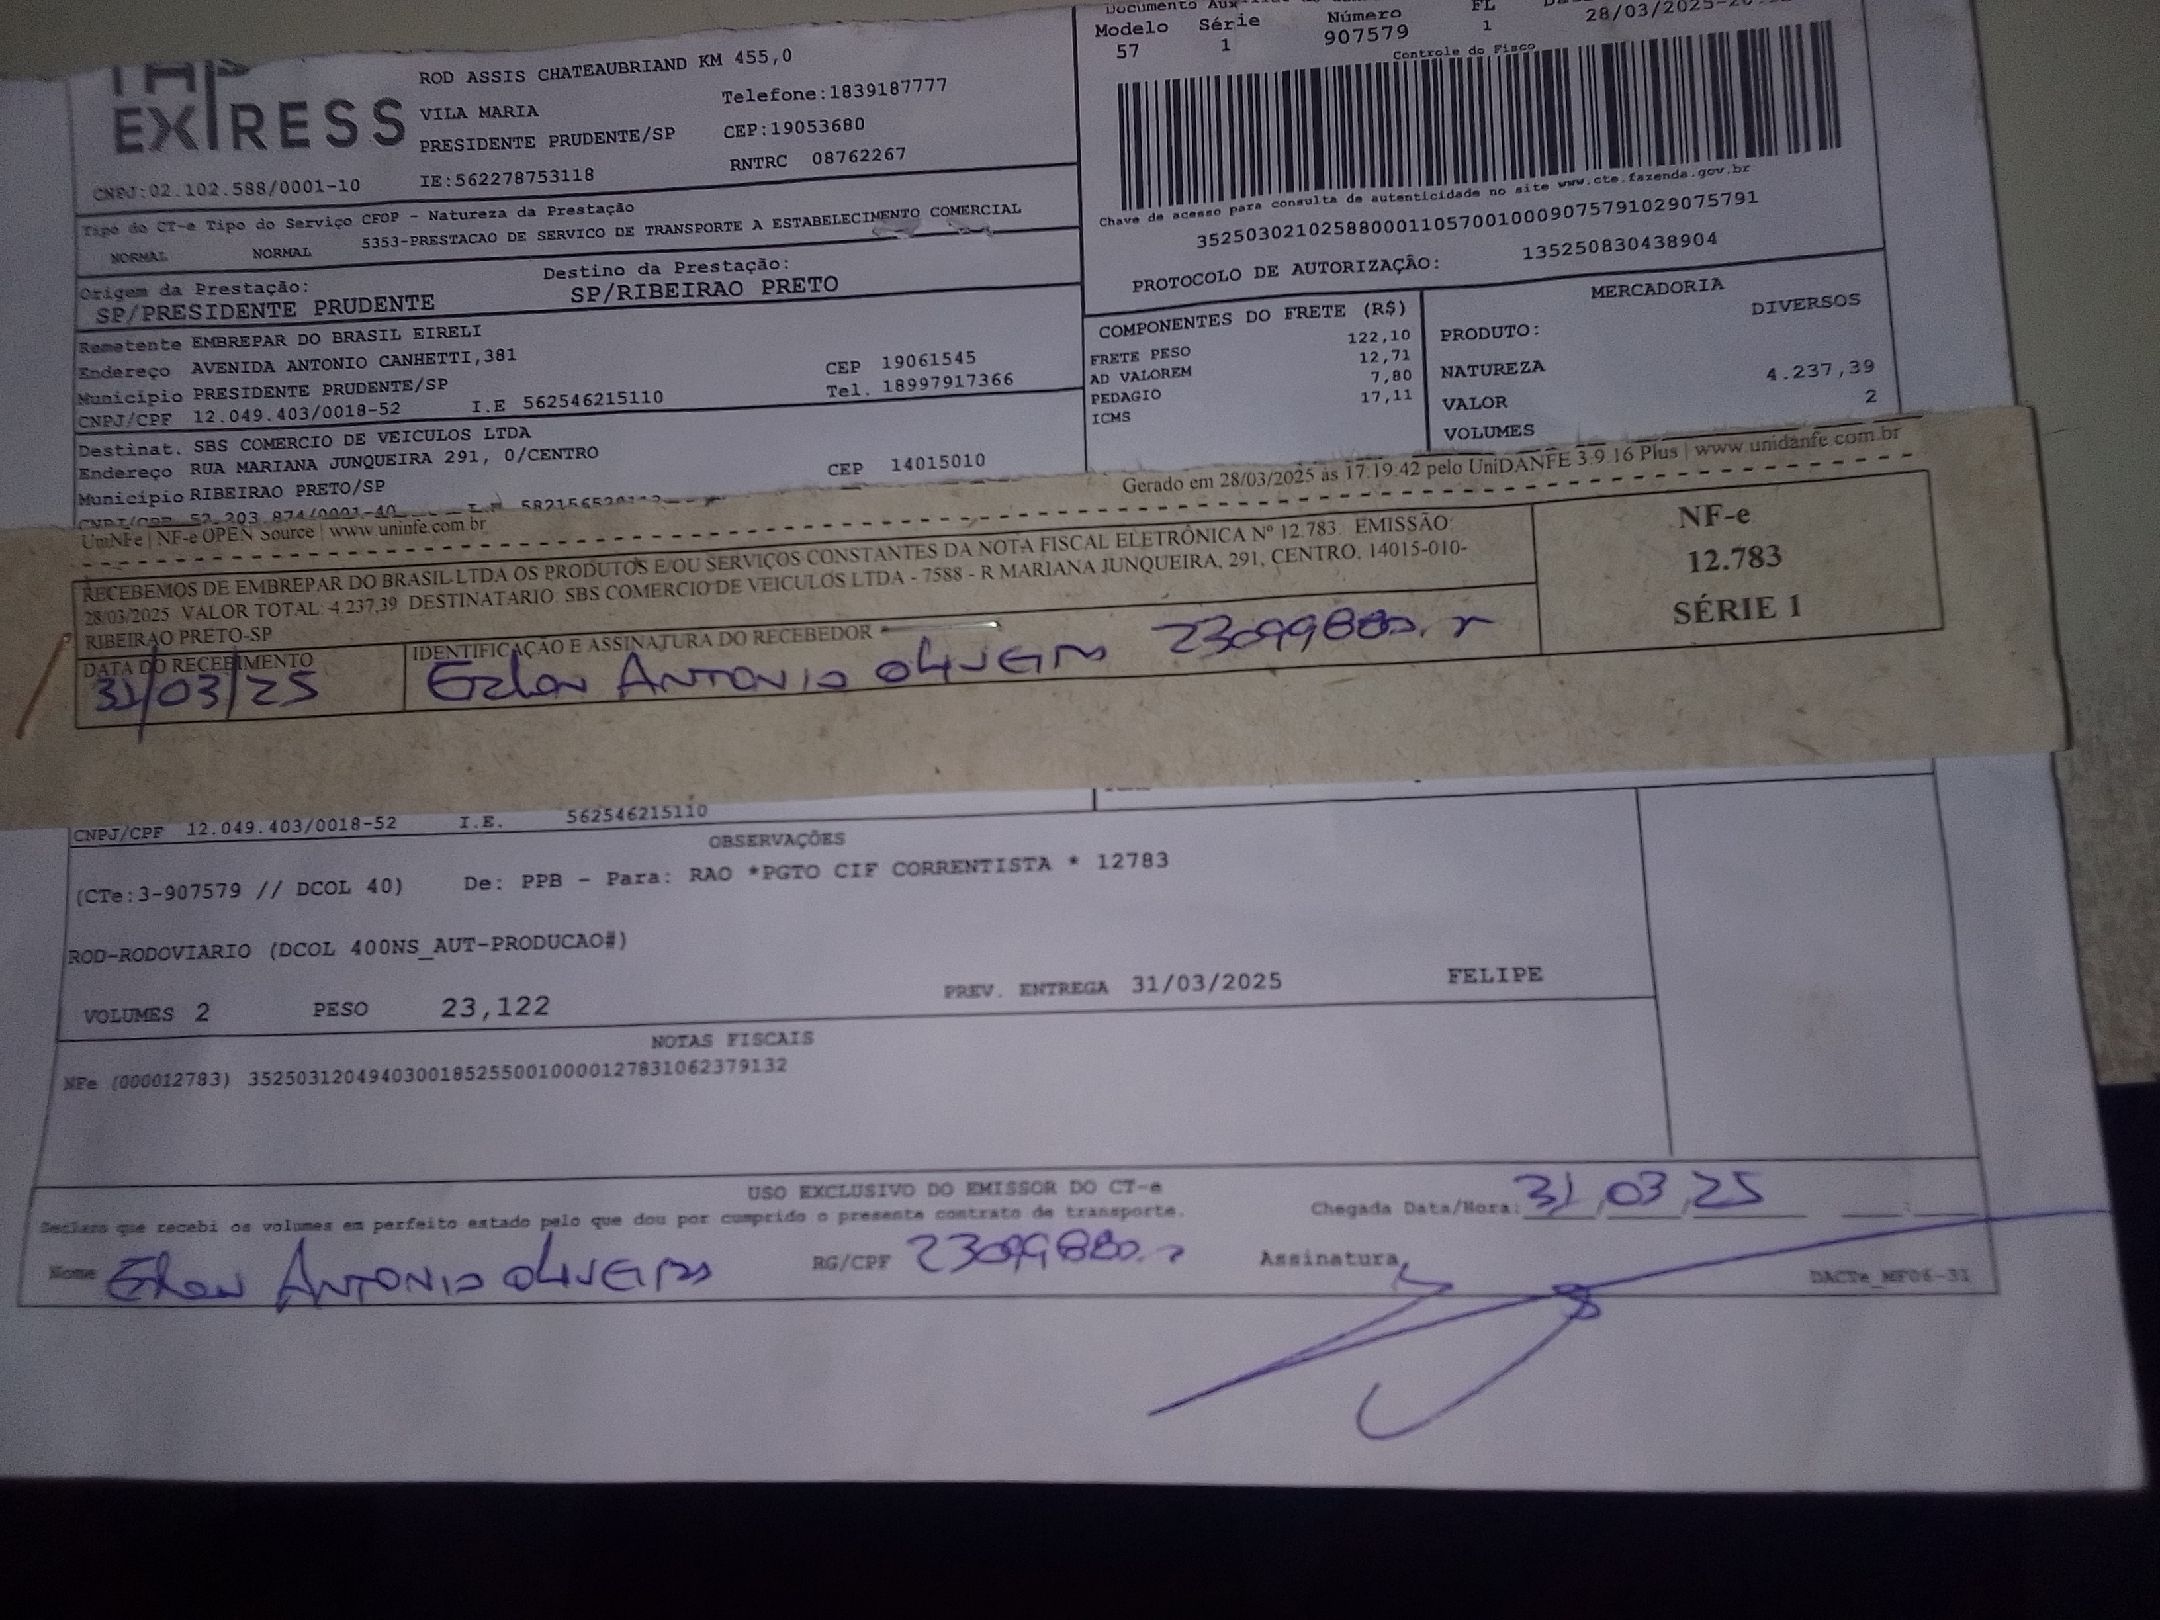 EXPRESS
ROD ASSIS CHATEAUBRIAND KM 455,0
VILA MARIA Telefone:1839187777
PRESIDENTE PRUDENTE/SP CEP:19053680
CNPJ:02.102.588/0001-10 IE:562278753118 RNTRC 08762267
Modelo Série Número FL
57 1 907579 1 28/03/2025
Controle do Fisco
Chave de acesso para consulta de autenticidade no site www.cte.fazenda.gov.br
35250302102588000110570010009075791029075791
PROTOCOLO DE AUTORIZAÇÃO: 135250830438904
Tipo do CT-e Tipo do Serviço CFOP - Natureza da Prestação
NORMAL NORMAL 5353-PRESTACAO DE SERVICO DE TRANSPORTE A ESTABELECIMENTO COMERCIAL
Origem da Prestação: Destino da Prestação:
SP/PRESIDENTE PRUDENTE SP/RIBEIRAO PRETO
Remetente EMBREPAR DO BRASIL EIRELI
Endereço AVENIDA ANTONIO CANHETTI,381 CEP 19061545
Município PRESIDENTE PRUDENTE/SP Tel. 18997917366
CNPJ/CPF 12.049.403/0018-52 I.E 562546215110
Destinat. SBS COMERCIO DE VEICULOS LTDA
Endereço RUA MARIANA JUNQUEIRA 291, 0/CENTRO CEP 14015010
Município RIBEIRAO PRETO/SP
CNPJ/CPF 52.203.874/0001-40
COMPONENTES DO FRETE (R$)
FRETE PESO 122,10
AD VALOREM 12,71
PEDAGIO 7,80
ICMS 17,11
MERCADORIA
PRODUTO: DIVERSOS
NATUREZA
VALOR 4.237,39
VOLUMES 2
UniNFe | NF-e OPEN Source | www.uninfe.com.br
Gerado em 28/03/2025 às 17:19:42 pelo UniDANFE 3.9.16 Plus | www.unidanfe.com.br
RECEBEMOS DE EMBREPAR DO BRASIL LTDA OS PRODUTOS E/OU SERVIÇOS CONSTANTES DA NOTA FISCAL ELETRÔNICA Nº 12.783. EMISSÃO:
28/03/2025 VALOR TOTAL: 4.237,39 DESTINATÁRIO: SBS COMERCIO DE VEICULOS LTDA - 7588 - R MARIANA JUNQUEIRA, 291, CENTRO, 14015-010-
RIBEIRAO PRETO-SP
DATA DO RECEBIMENTO IDENTIFICAÇÃO E ASSINATURA DO RECEBEDOR
31/03/25 ANTONIO OLIVEIRA
NF-e
12.783
SÉRIE 1
CNPJ/CPF 12.049.403/0018-52 I.E. 562546215110
OBSERVAÇÕES
(CTe:3-907579 // DCOL 40) De: PPB - Para: RAO *PGTO CIF CORRENTISTA * 12783
ROD-RODOVIARIO (DCOL 400NS_AUT-PRODUCAO#)
VOLUMES 2 PESO 23,122 PREV. ENTREGA 31/03/2025 FELIPE
NOTAS FISCAIS
NFe (000012783) 35250312049403001852550010000127831062379132
USO EXCLUSIVO DO EMISSOR DO CT-e
Declaro que recebi os volumes em perfeito estado pelo que dou por cumprido o presente contrato de transporte.
Chegada Data/Hora: 31/03/25
Nome ANTONIO OLIVEIRA RG/CPF Assinatura
DACTe_MF06-31